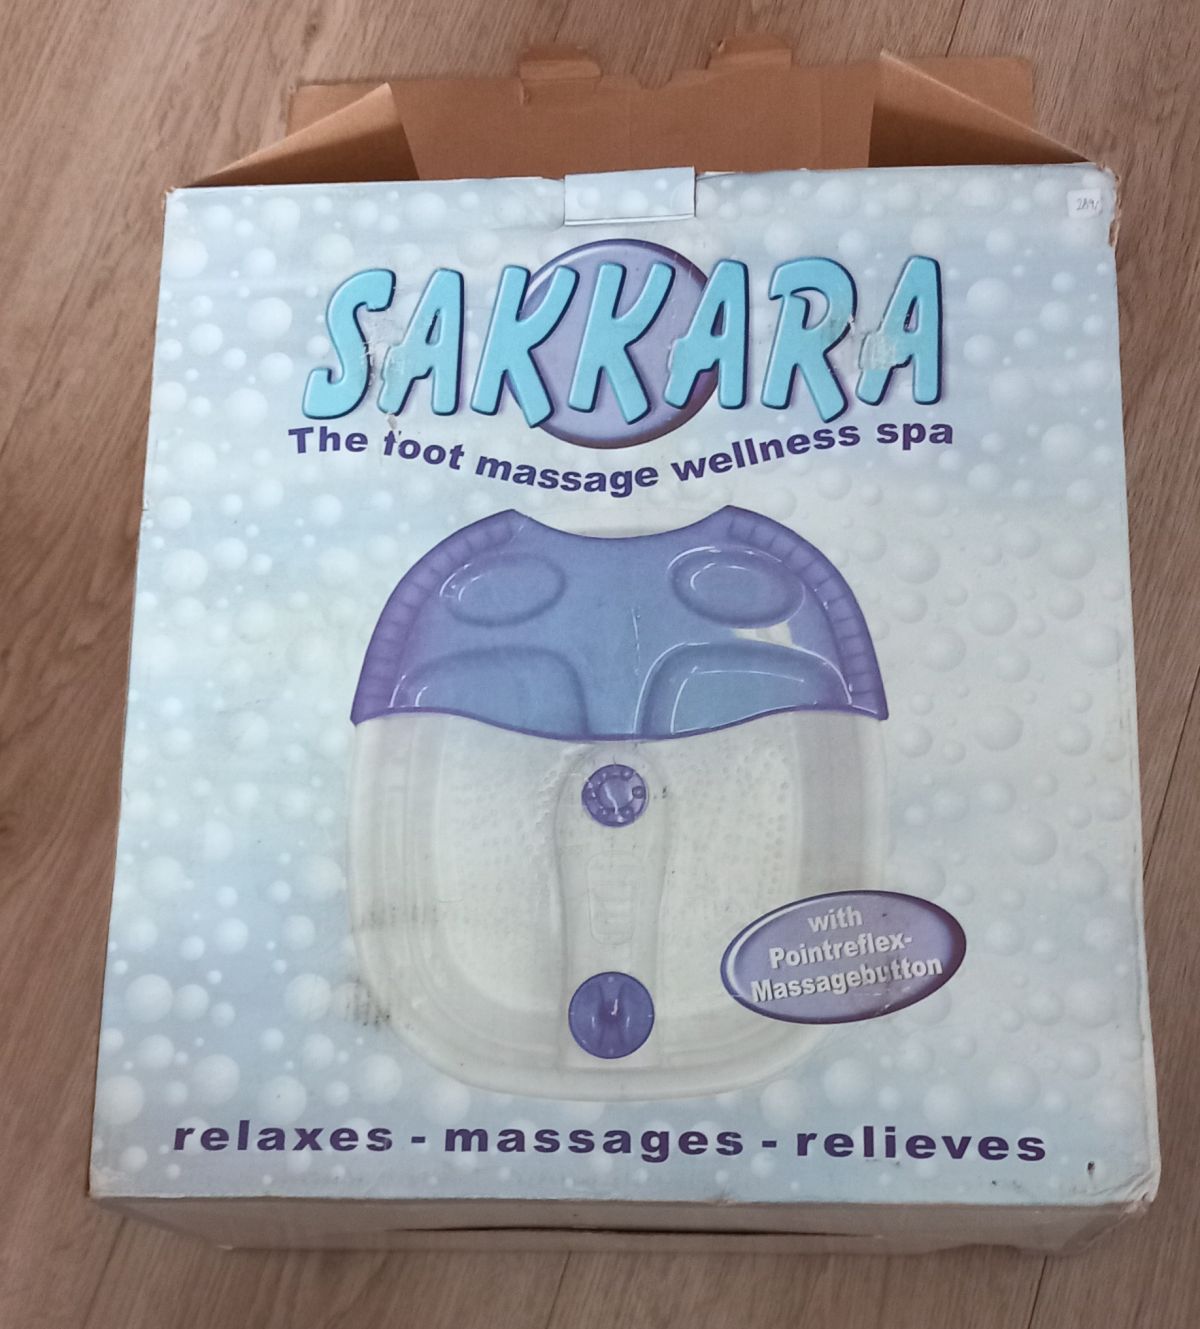 SAKKARA
The foot massage wellness spa
with
Pointreflex-
Massagebutton
relaxes - massages - relieves